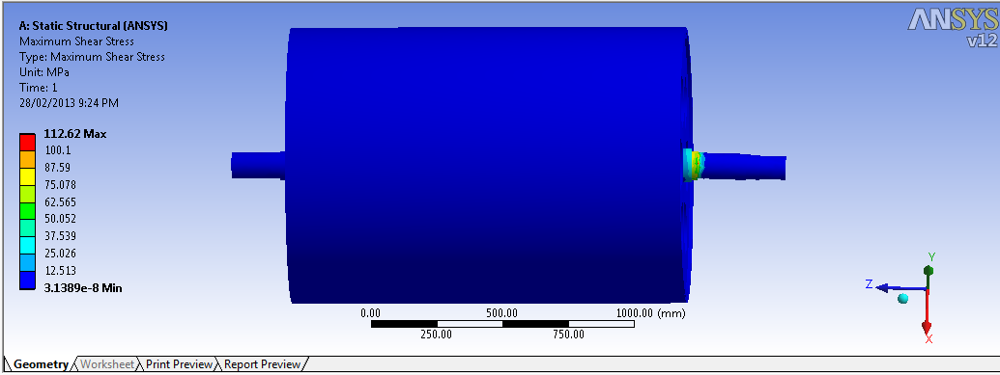 A: Static Structural (ANSYS)
Maximum Shear Stress
Type: Maximum Shear Stress
Unit: MPa
Time: 1
28/02/2013 9:24 PM
112.62 Max
100.1
87.59
75.078
62.565
50.052
37.539
25.026
12.513
3.1389e-8 Min
ANSYS
v12
0.00 500.00 1000.00 (mm)
250.00 750.00
Y
Z
X
Geometry Worksheet Print Preview Report Preview